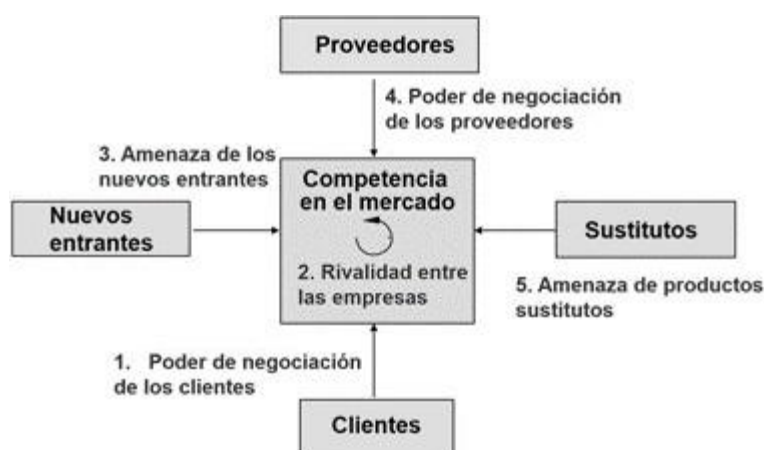 Proveedores
4. Poder de negociación
de los proveedores
3. Amenaza de los
nuevos entrantes
Competencia
en el mercado
Nuevos
entrantes
2. Rivalidad entre
las empresas
Sustitutos
5. Amenaza de productos
sustitutos
1. Poder de negociación
de los clientes
Clientes